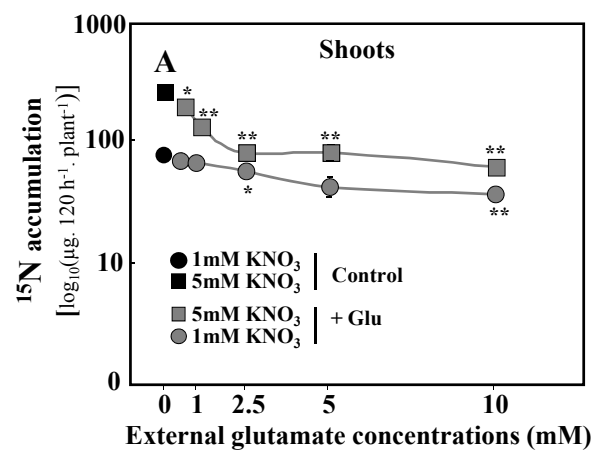 1000
A
Shoots
*
**
**
**
**
100
*
**
10
0
¹⁵N accumulation
[log₁₀(µg. 120 h⁻¹. plant⁻¹)]
1mM KNO₃
5mM KNO₃
Control
5mM KNO₃
1mM KNO₃
+ Glu
0 1 2.5 5 10
External glutamate concentrations (mM)